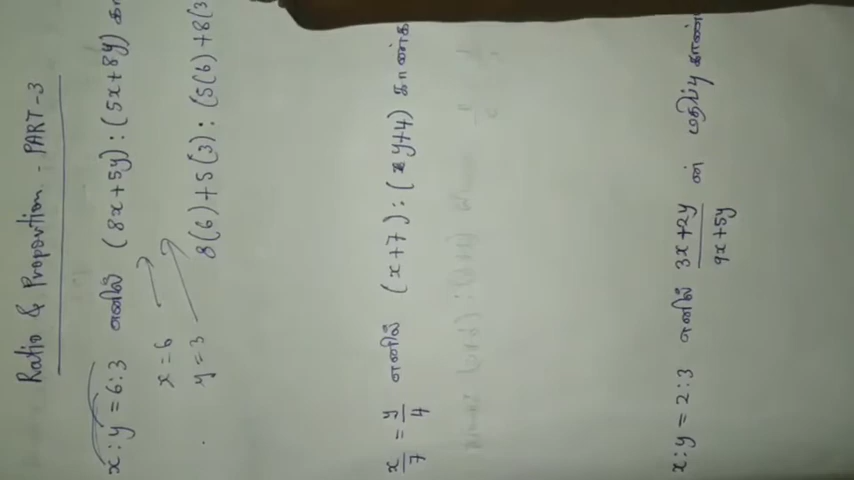 Ratio & Proportion - PART-3
x:y = 6:3 எனில் (8x+5y):(5x+8y)
x=6
y=3 8(6)+5(3):(5(6)+8(3
x/7 = y/4 எனில் (x+7):(y+4) காண்க
x:y = 2:3 எனில் 3x+2y/9x+5y ன் மதிப்பு காண்